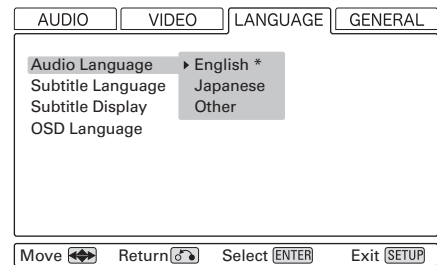 AUDIO VIDEO LANGUAGE GENERAL
Audio Language English *
Subtitle Language Japanese
Subtitle Display Other
OSD Language
Move Return Select ENTER Exit SETUP